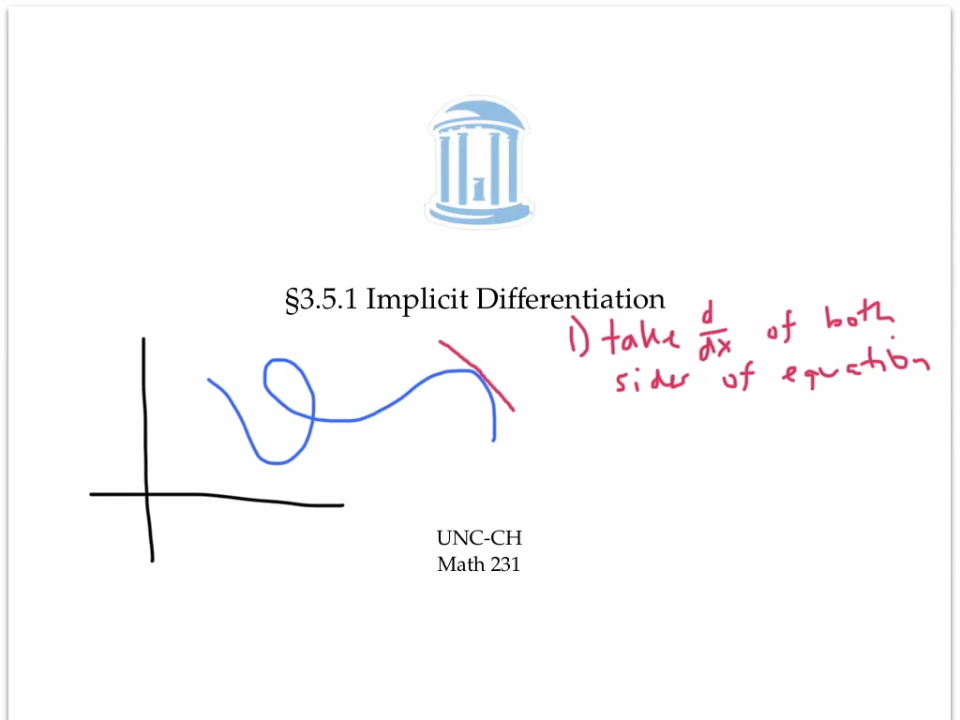 §3.5.1 Implicit Differentiation
1) take d/dx of both
sides of equation
UNC-CH
Math 231